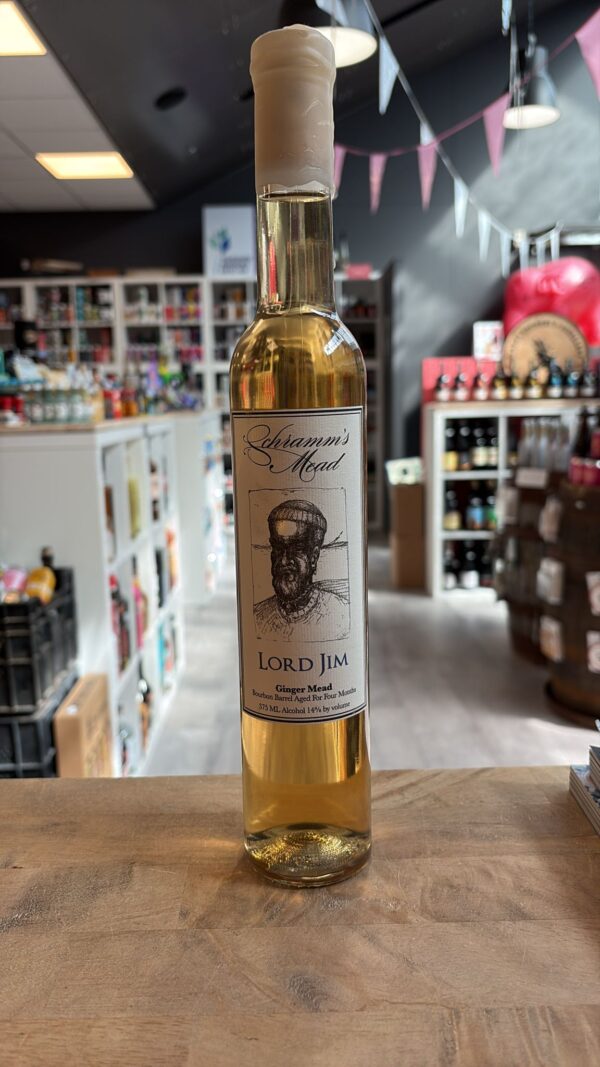 Schramm's
Mead
LORD JIM
Ginger Mead
Bourbon Barrel Aged For Four Months
375 ML Alcohol 14% by volume